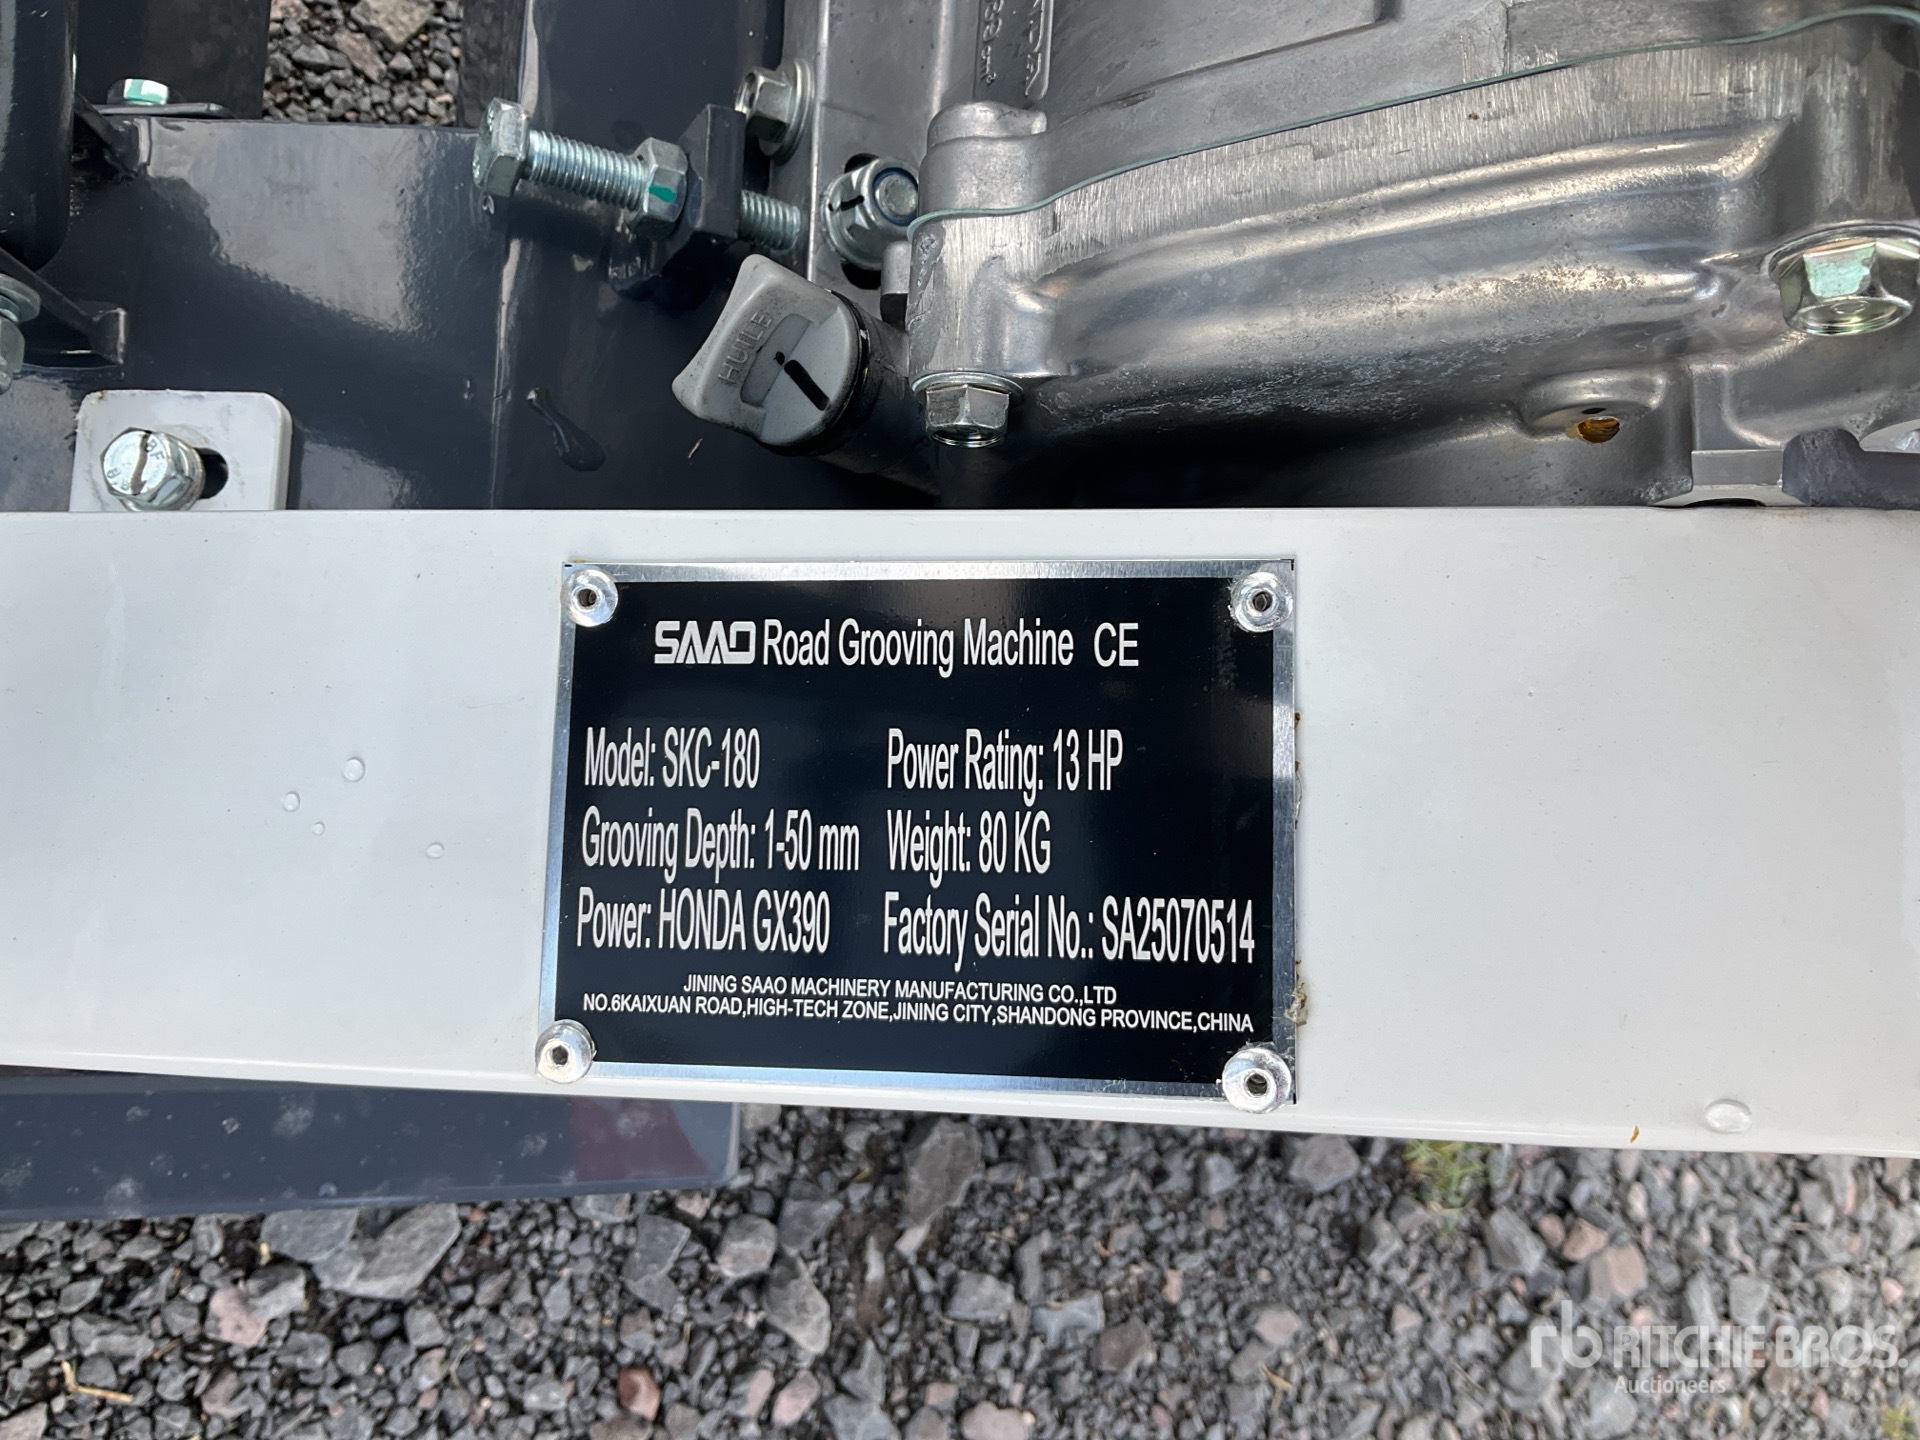 HUILE
SAAO Road Grooving Machine CE
Model: SKC-180 Power Rating: 13 HP
Grooving Depth: 1-50 mm Weight: 80 KG
Power: HONDA GX390 Factory Serial No.: SA25070514
JINING SAAO MACHINERY MANUFACTURING CO.,LTD
NO.6KAIXUAN ROAD,HIGH-TECH ZONE,JINING CITY,SHANDONG PROVINCE,CHINA
rb RITCHIE BROS.
Auctioneers